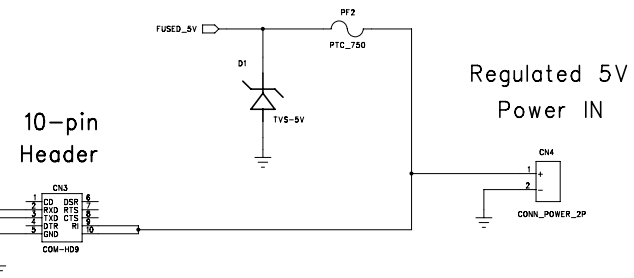 PF2
FUSED_5V
PTC_750
D1
TVS-5V
Regulated 5V
Power IN
10-pin
Header
CN4
1 +
2 -
CONN_POWER_2P
CN3
1 CD DSR 6
2 RXD RTS 7
3 TXD CTS 8
4 DTR RI 9
5 GND 10
COM-HD9